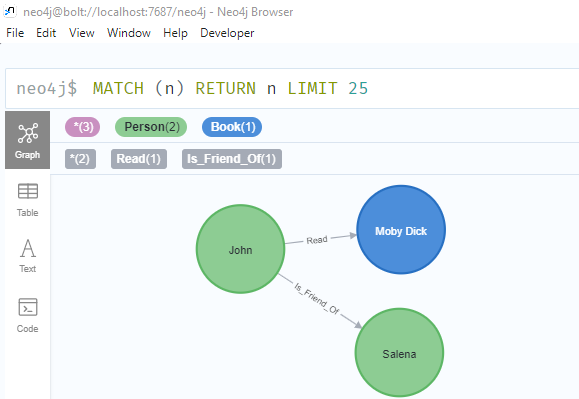 neo4j@bolt://localhost:7687/neo4j - Neo4j Browser
File Edit View Window Help Developer
neo4j$ MATCH (n) RETURN n LIMIT 25
*(3) Person(2) Book(1)
*(2) Read(1) Is_Friend_Of(1)
Graph
Table
Text
Code
John
Read
Moby Dick
Is_Friend_Of
Salena